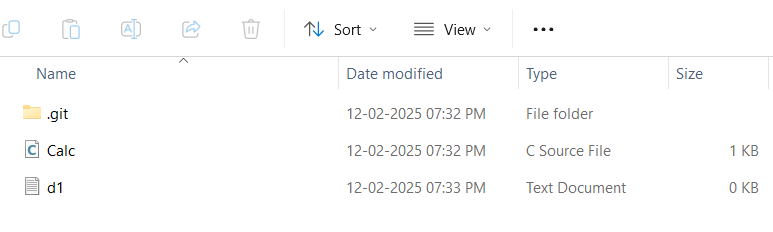 Sort View
Name Date modified Type Size
.git 12-02-2025 07:32 PM File folder
Calc 12-02-2025 07:32 PM C Source File 1 KB
d1 12-02-2025 07:33 PM Text Document 0 KB